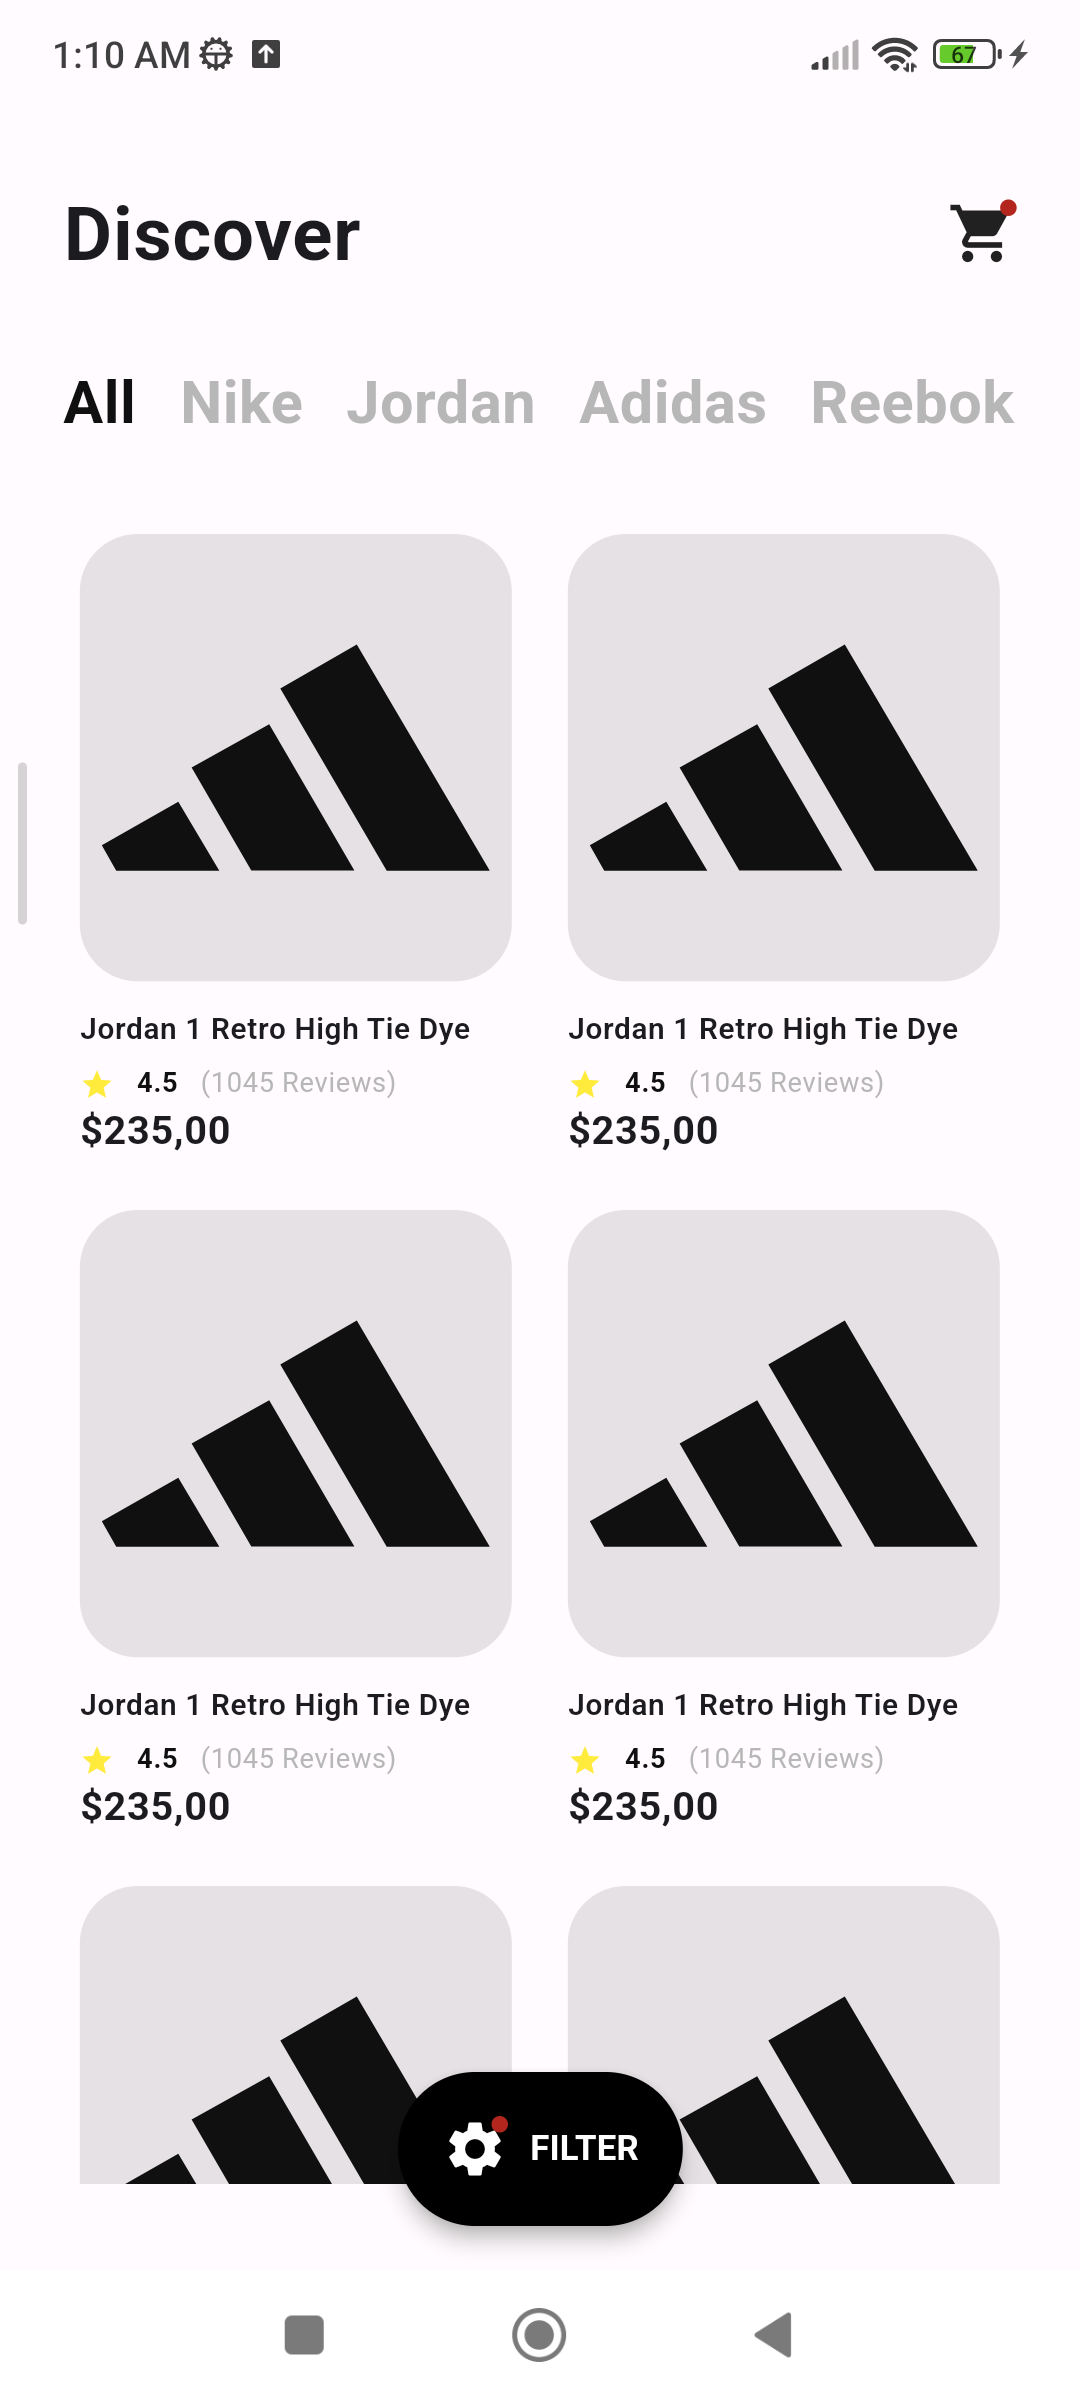 1:10 AM 67
Discover
All Nike Jordan Adidas Reebok
Jordan 1 Retro High Tie Dye Jordan 1 Retro High Tie Dye
4.5 (1045 Reviews) 4.5 (1045 Reviews)
$235,00 $235,00
Jordan 1 Retro High Tie Dye Jordan 1 Retro High Tie Dye
4.5 (1045 Reviews) 4.5 (1045 Reviews)
$235,00 $235,00
FILTER